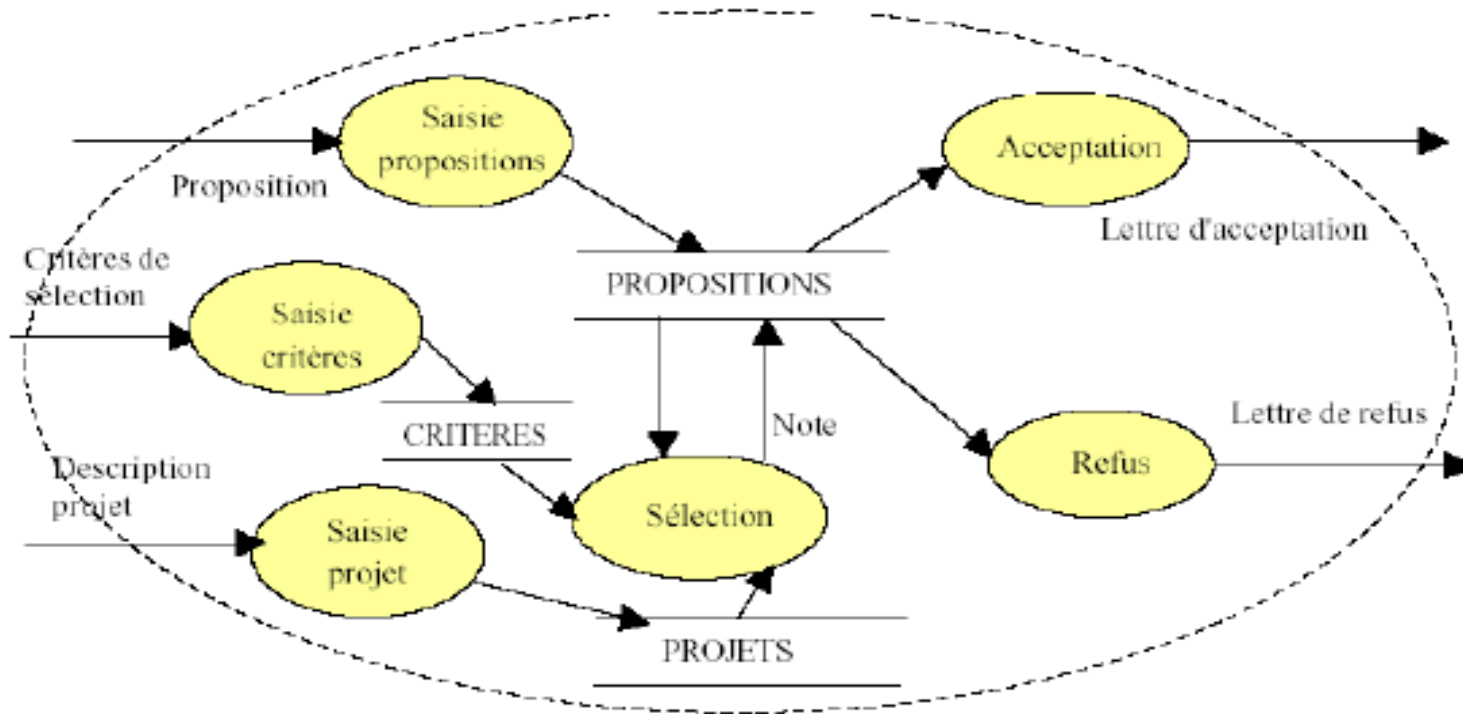 Saisie
propositions
Acceptation
Proposition
Lettre d'acceptation
Critères de
sélection
PROPOSITIONS
Saisie
critères
Note
Lettre de refus
CRITERES
Description
projet
Refus
Sélection
Saisie
projet
PROJETS